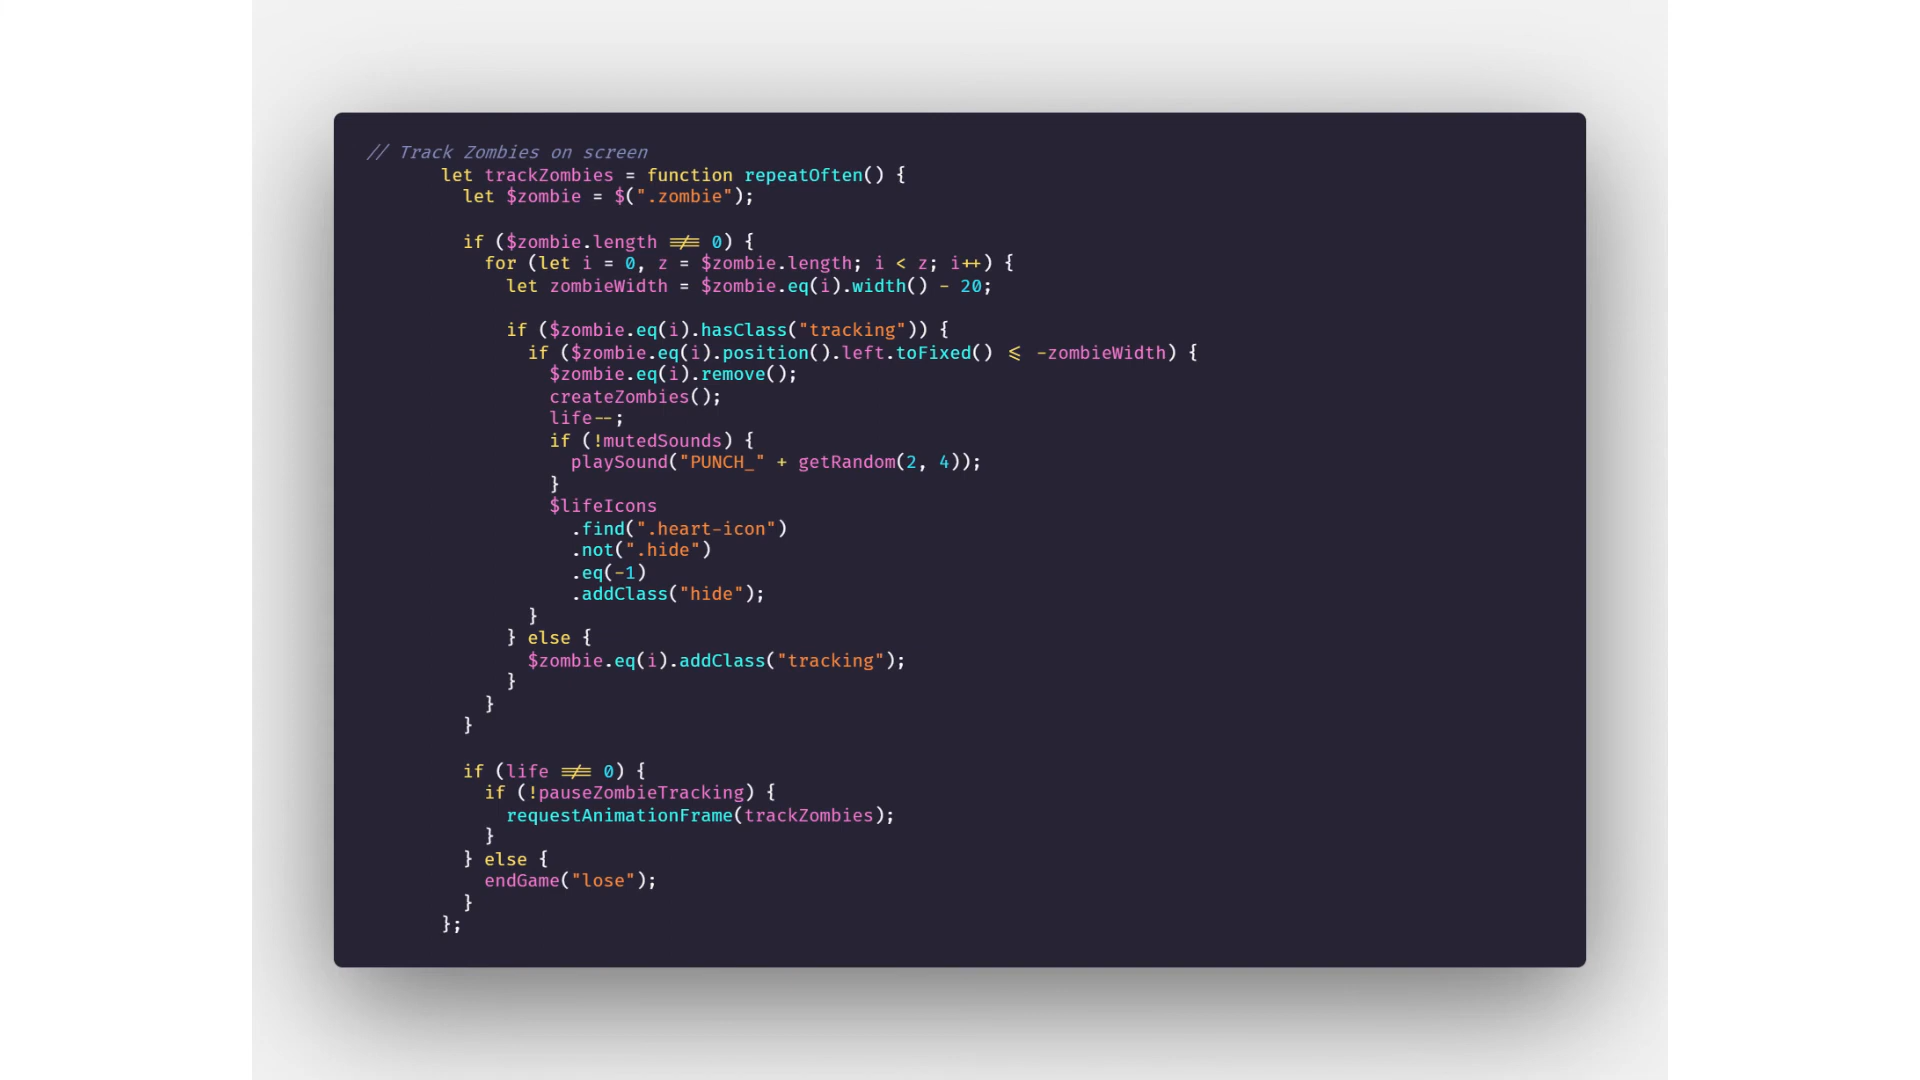 // Track Zombies on screen
let trackZombies = function repeatOften() {
let $zombie = $(".zombie");
if ($zombie.length !== 0) {
for (let i = 0, z = $zombie.length; i < z; i++) {
let zombieWidth = $zombie.eq(i).width() - 20;
if ($zombie.eq(i).hasClass("tracking")) {
if ($zombie.eq(i).position().left.toFixed() <= -zombieWidth) {
$zombie.eq(i).remove();
createZombies();
life--;
if (!mutedSounds) {
playSound("PUNCH_" + getRandom(2, 4));
}
$lifeIcons
.find(".heart-icon")
.not(".hide")
.eq(-1)
.addClass("hide");
}
} else {
$zombie.eq(i).addClass("tracking");
}
}
}
if (life !== 0) {
if (!pauseZombieTracking) {
requestAnimationFrame(trackZombies);
}
} else {
endGame("lose");
}
};